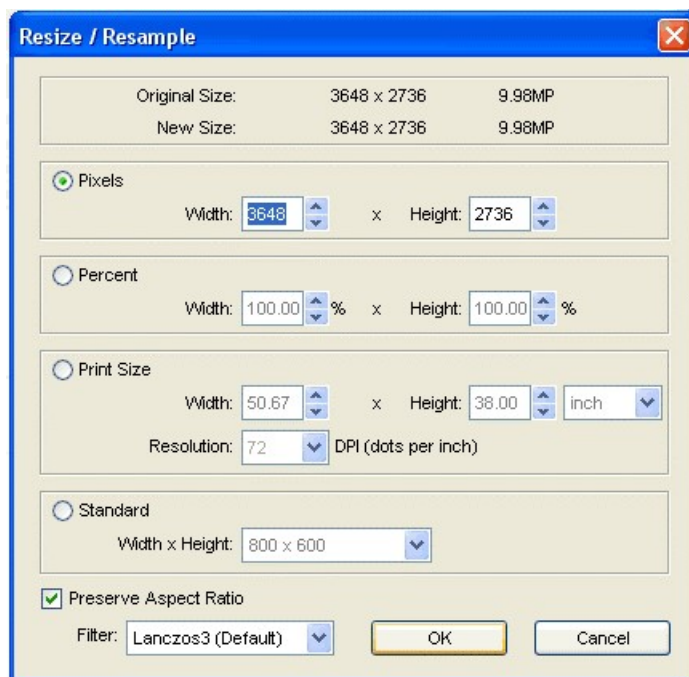 Resize / Resample
Original Size: 3648 x 2736 9.98MP
New Size: 3648 x 2736 9.98MP
Pixels
Width: 3648 x Height: 2736
Percent
Width: 100.00 % x Height: 100.00 %
Print Size
Width: 50.67 x Height: 38.00 inch
Resolution: 72 DPI (dots per inch)
Standard
Width x Height: 800 x 600
Preserve Aspect Ratio
Filter: Lanczos3 (Default) OK Cancel